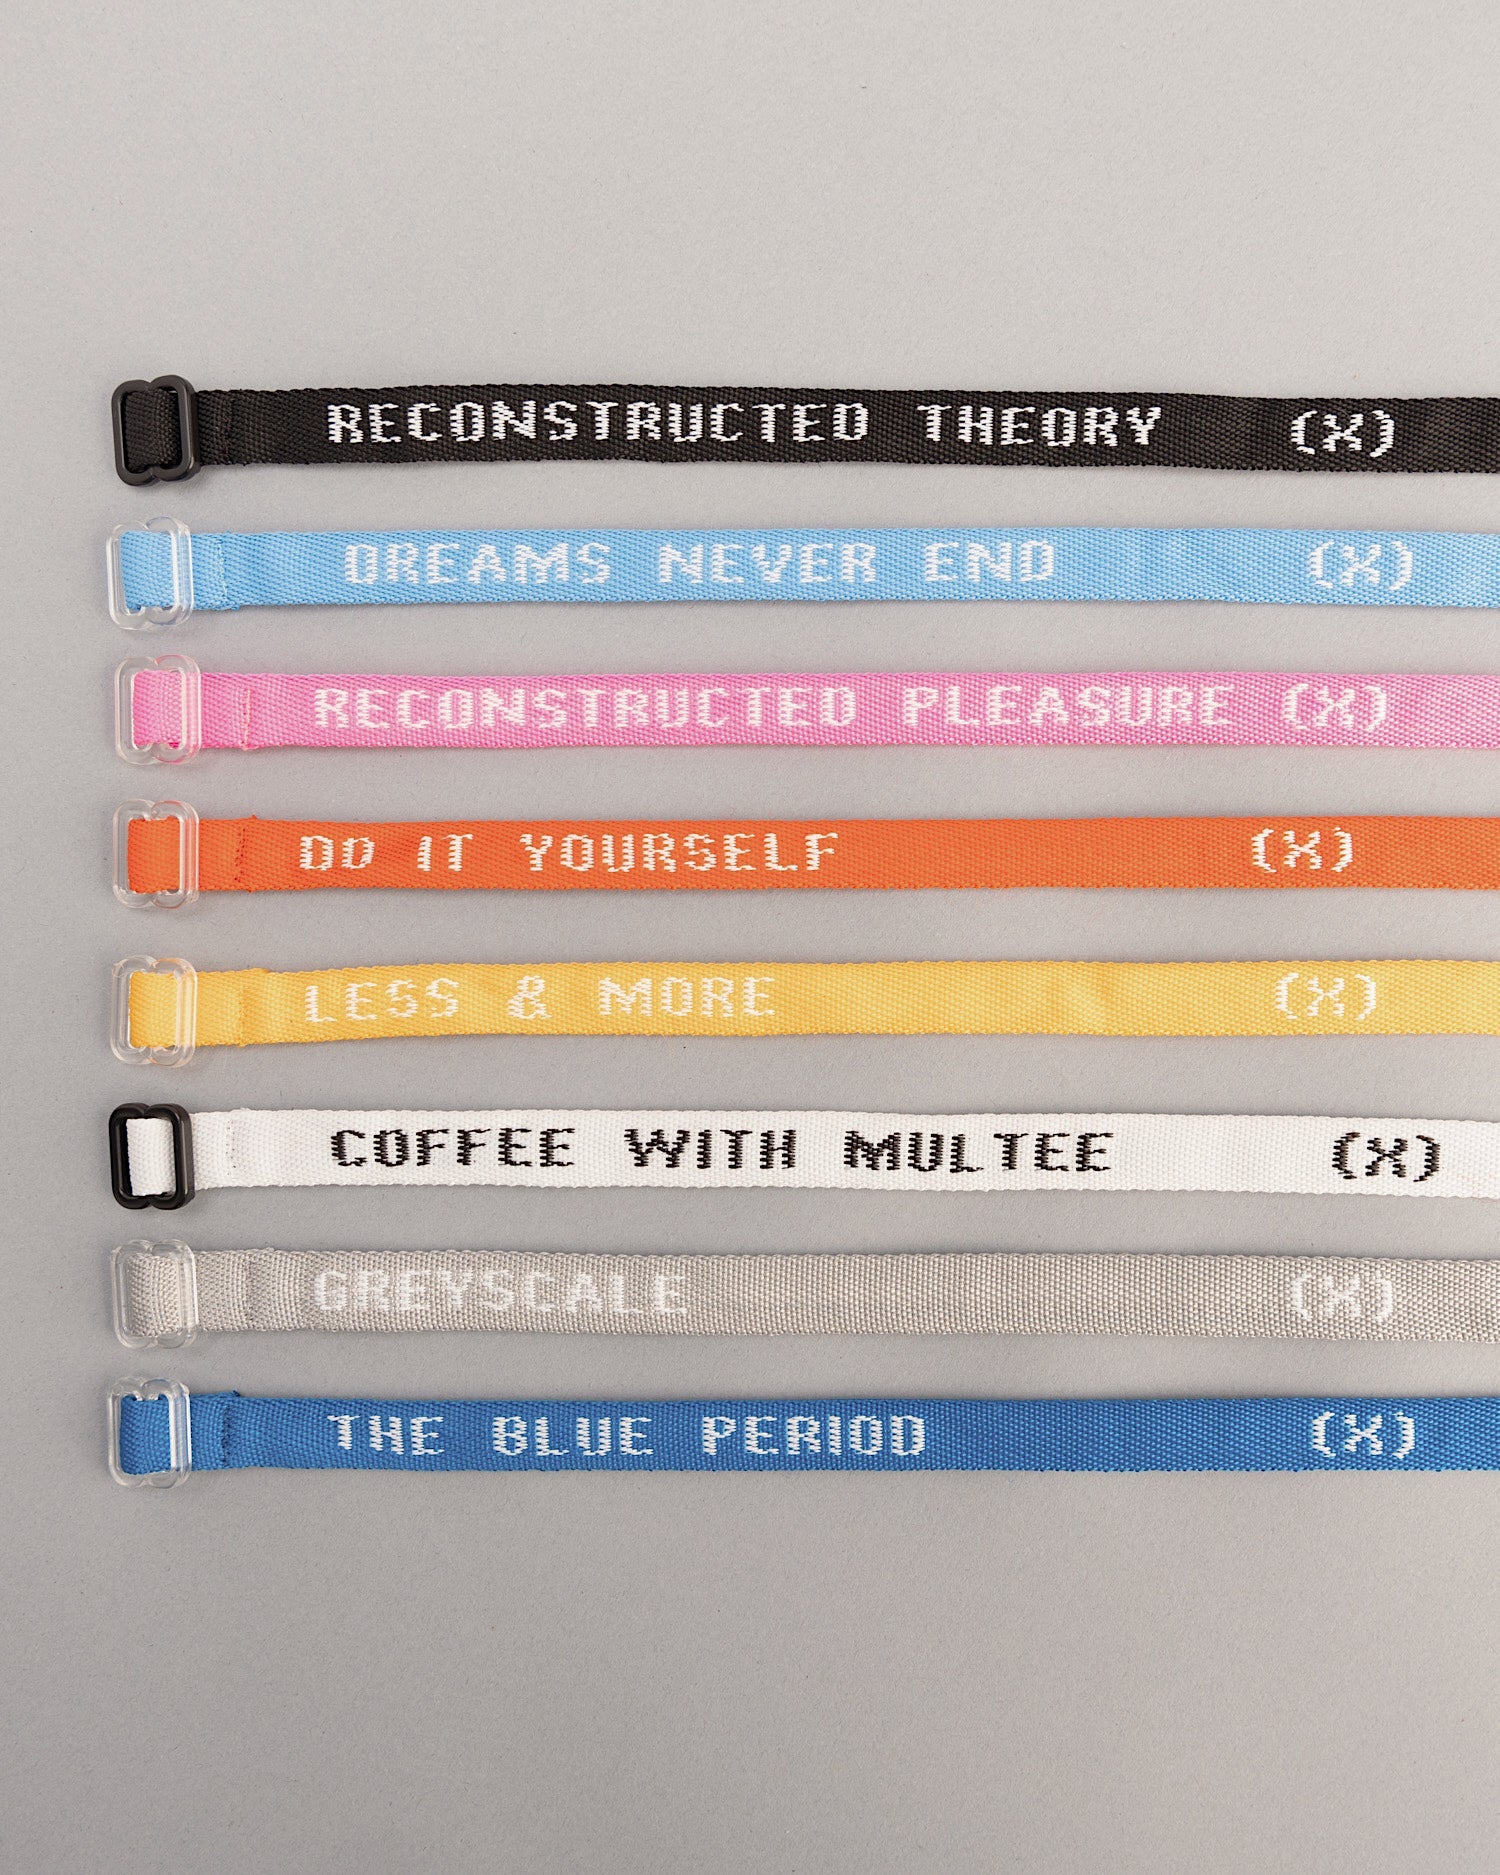 RECONSTRUCTED THEORY (X)
DREAMS NEVER END (X)
RECONSTRUCTED PLEASURE (X)
DO IT YOURSELF (X)
LESS & MORE (X)
COFFEE WITH MULTEE (X)
GREYSCALE (X)
THE BLUE PERIOD (X)